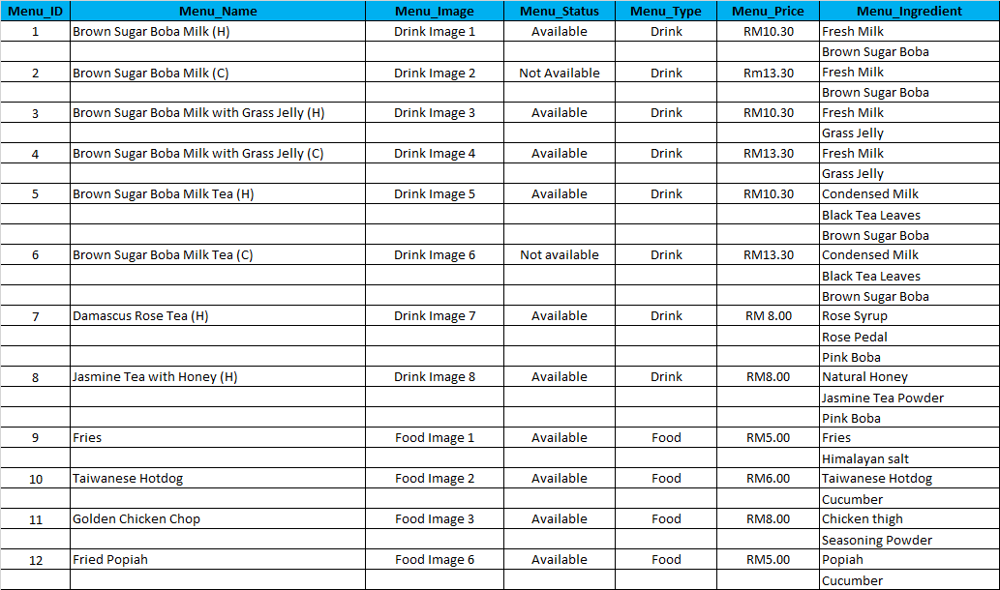 Menu_ID Menu_Name Menu_Image Menu_Status Menu_Type Menu_Price Menu_Ingredient
1 Brown Sugar Boba Milk (H) Drink Image 1 Available Drink RM10.30 Fresh Milk
Brown Sugar Boba
2 Brown Sugar Boba Milk (C) Drink Image 2 Not Available Drink Rm13.30 Fresh Milk
Brown Sugar Boba
3 Brown Sugar Boba Milk with Grass Jelly (H) Drink Image 3 Available Drink RM10.30 Fresh Milk
Grass Jelly
4 Brown Sugar Boba Milk with Grass Jelly (C) Drink Image 4 Available Drink RM13.30 Fresh Milk
Grass Jelly
5 Brown Sugar Boba Milk Tea (H) Drink Image 5 Available Drink RM10.30 Condensed Milk
Black Tea Leaves
Brown Sugar Boba
6 Brown Sugar Boba Milk Tea (C) Drink Image 6 Not available Drink RM13.30 Condensed Milk
Black Tea Leaves
Brown Sugar Boba
7 Damascus Rose Tea (H) Drink Image 7 Available Drink RM 8.00 Rose Syrup
Rose Pedal
Pink Boba
8 Jasmine Tea with Honey (H) Drink Image 8 Available Drink RM8.00 Natural Honey
Jasmine Tea Powder
Pink Boba
9 Fries Food Image 1 Available Food RM5.00 Fries
Himalayan salt
10 Taiwanese Hotdog Food Image 2 Available Food RM6.00 Taiwanese Hotdog
Cucumber
11 Golden Chicken Chop Food Image 3 Available Food RM8.00 Chicken thigh
Seasoning Powder
12 Fried Popiah Food Image 6 Available Food RM5.00 Popiah
Cucumber